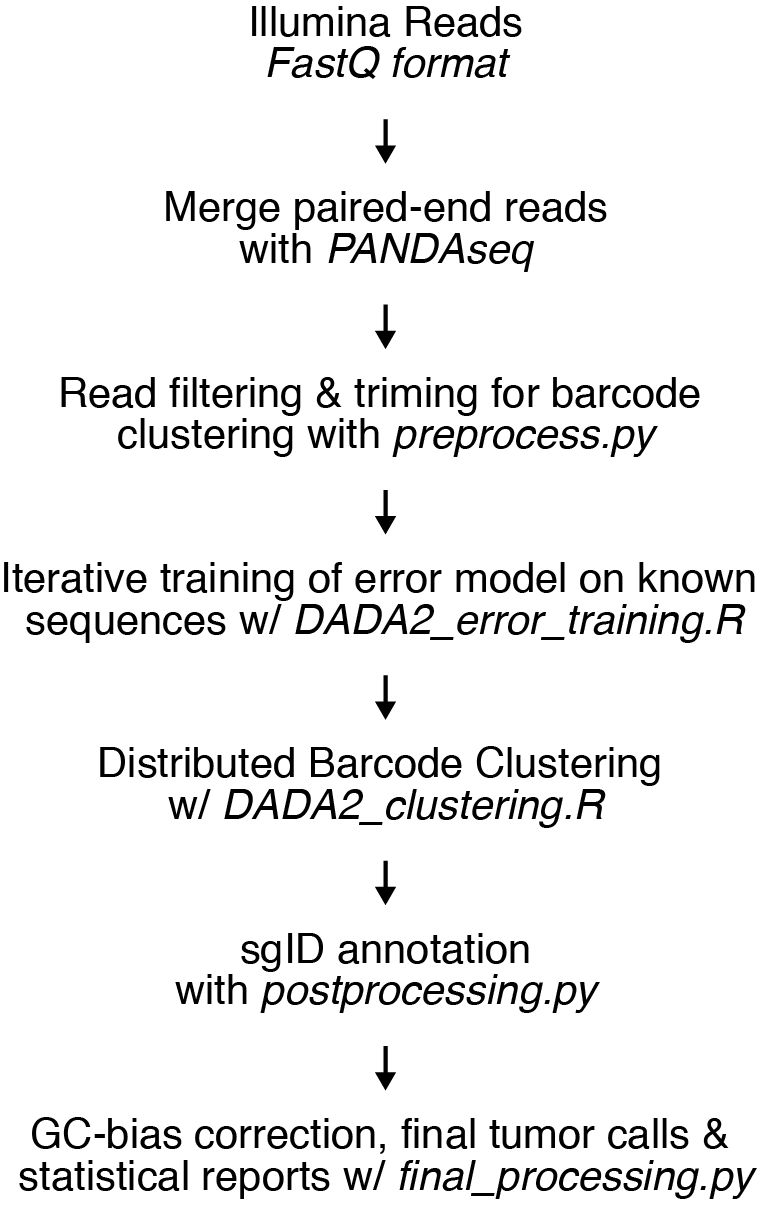 Illumina Reads
FastQ format
Merge paired-end reads
with PANDAseq
Read filtering & triming for barcode
clustering with preprocess.py
Iterative training of error model on known
sequences w/ DADA2_error_training.R
Distributed Barcode Clustering
w/ DADA2_clustering.R
sgID annotation
with postprocessing.py
GC-bias correction, final tumor calls &
statistical reports w/ final_processing.py